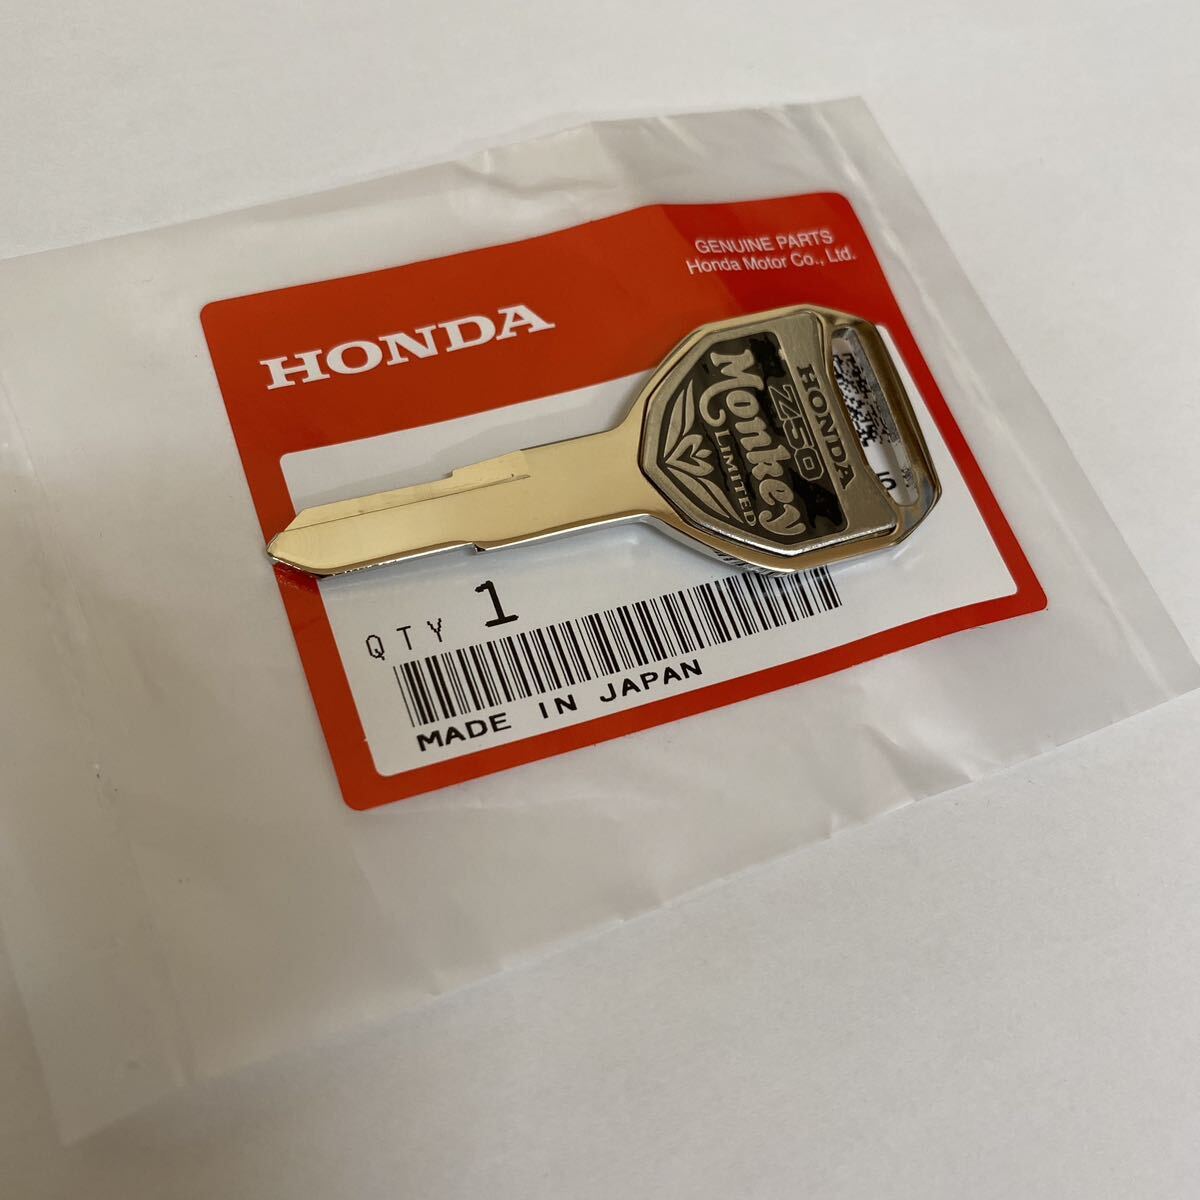 GENUINE PARTS
Honda Motor Co., Ltd.
HONDA
HONDA
Z50
Monkey
LIMITED
QTY 1
MADE IN JAPAN